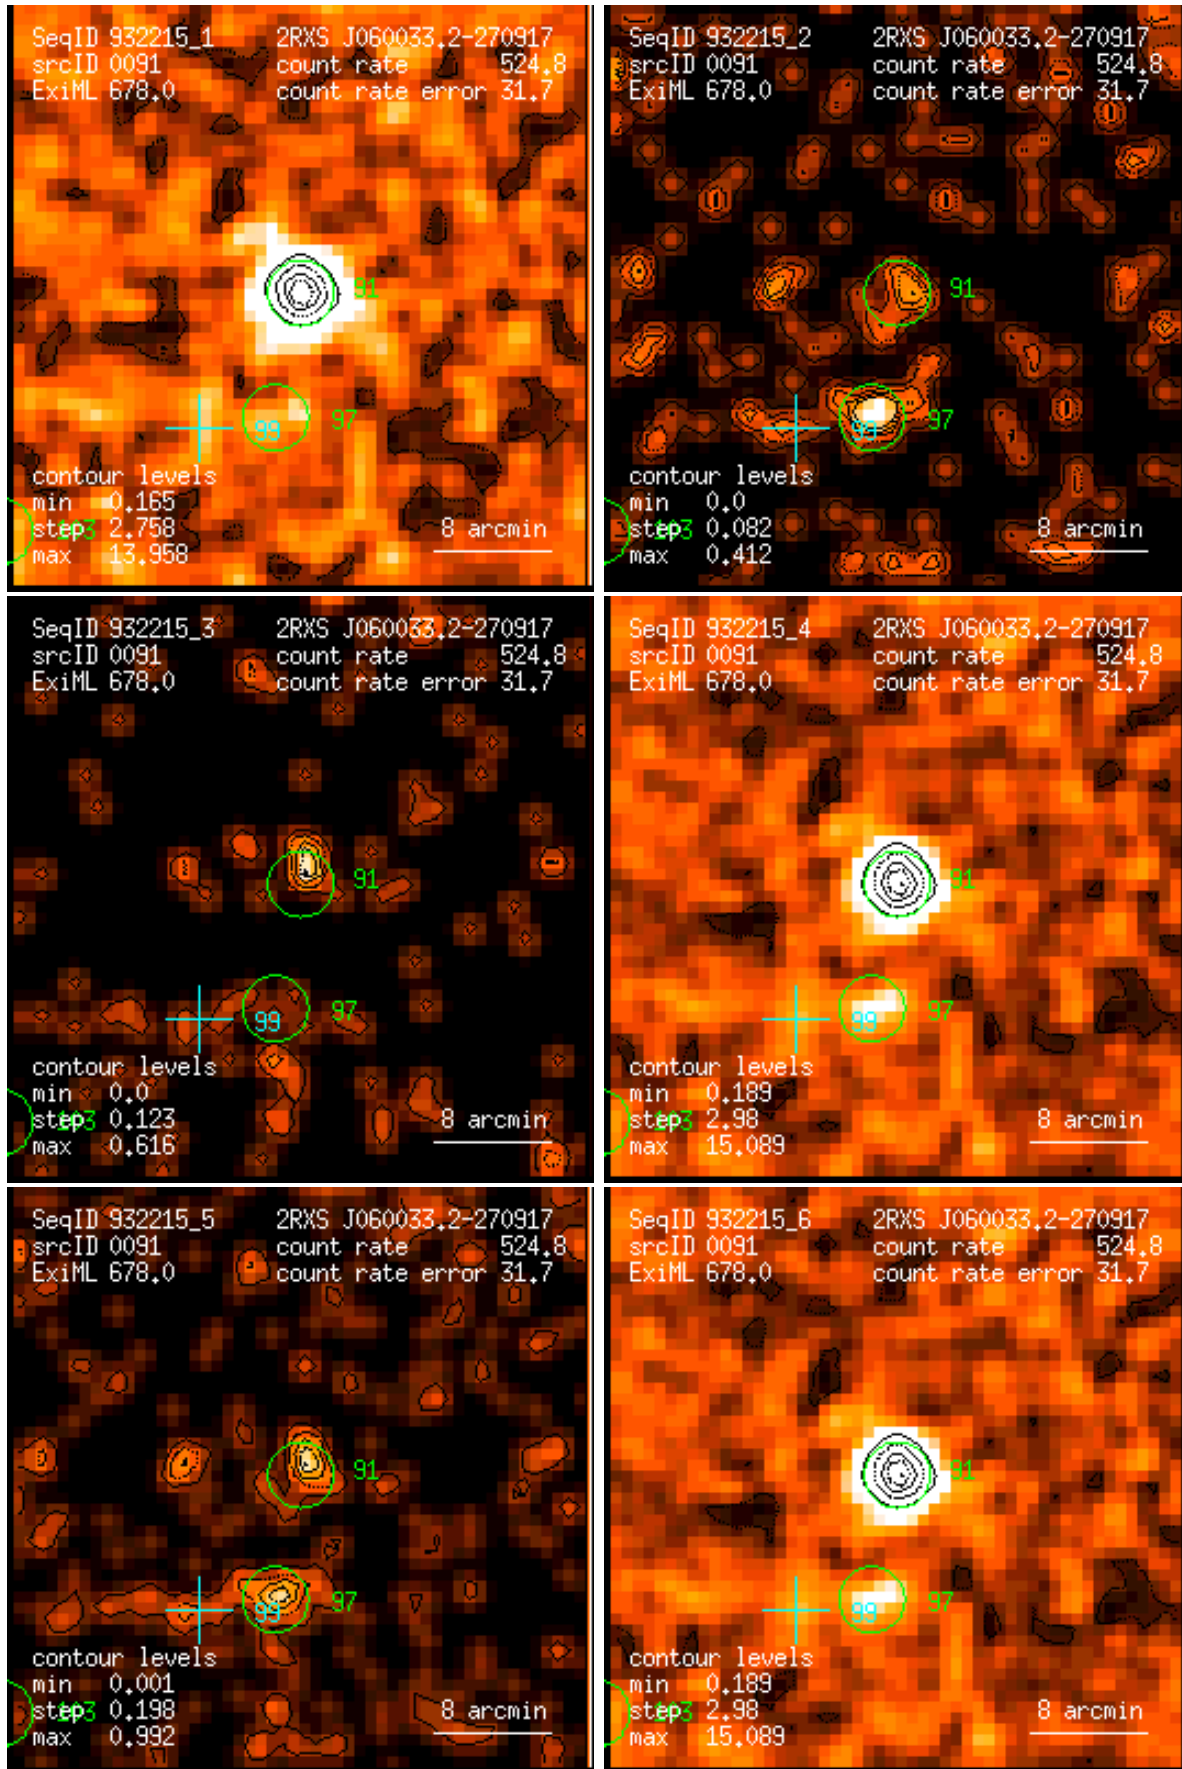 SeqID 932215_1 2RXS J060033.2-270917
srcID 0091 count rate 524.8
ExiML 678.0 count rate error 31.7
91
97
99
contour levels
min 0.165
step 2.758
103
max 13.958
8 arcmin
SeqID 932215_2 2RXS J060033.2-270917
srcID 0091 count rate 524.8
ExiML 678.0 count rate error 31.7
91
97
99
contour levels
min 0.0
step 0.082
103
max 0.412
8 arcmin
SeqID 932215_3 2RXS J060033.2-270917
srcID 0091 count rate 524.8
ExiML 678.0 count rate error 31.7
91
97
99
contour levels
min 0.0
step 0.123
103
max 0.616
8 arcmin
SeqID 932215_4 2RXS J060033.2-270917
srcID 0091 count rate 524.8
ExiML 678.0 count rate error 31.7
91
97
99
contour levels
min 0.189
step 2.98
103
max 15.089
8 arcmin
SeqID 932215_5 2RXS J060033.2-270917
srcID 0091 count rate 524.8
ExiML 678.0 count rate error 31.7
91
97
99
contour levels
min 0.001
step 0.198
103
max 0.992
8 arcmin
SeqID 932215_6 2RXS J060033.2-270917
srcID 0091 count rate 524.8
ExiML 678.0 count rate error 31.7
91
97
99
contour levels
min 0.189
step 2.98
103
max 15.089
8 arcmin